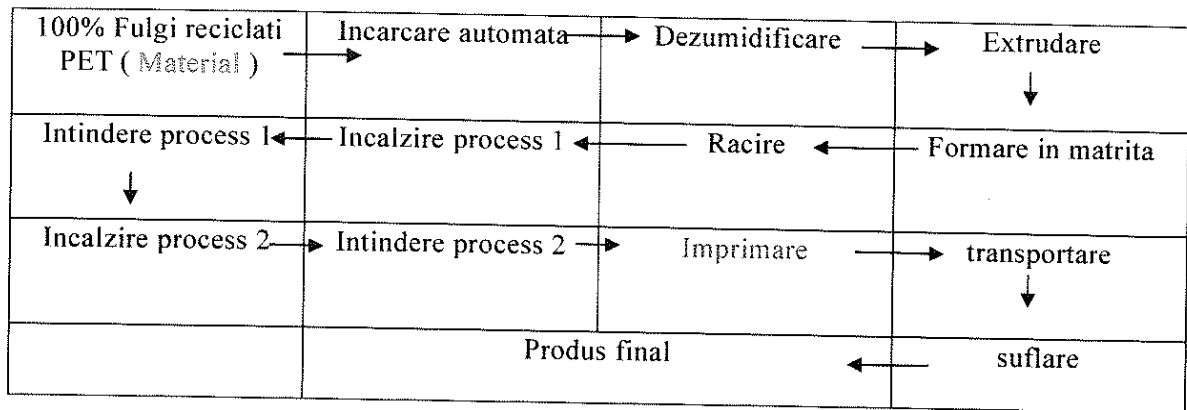 100% Fulgi reciclati
PET ( Material )
Incarcare automata
Dezumidificare
Extrudare
Intindere process 1
Incalzire process 1
Racire
Formare in matrita
Incalzire process 2
Intindere process 2
Imprimare
transportare
Produs final
suflare